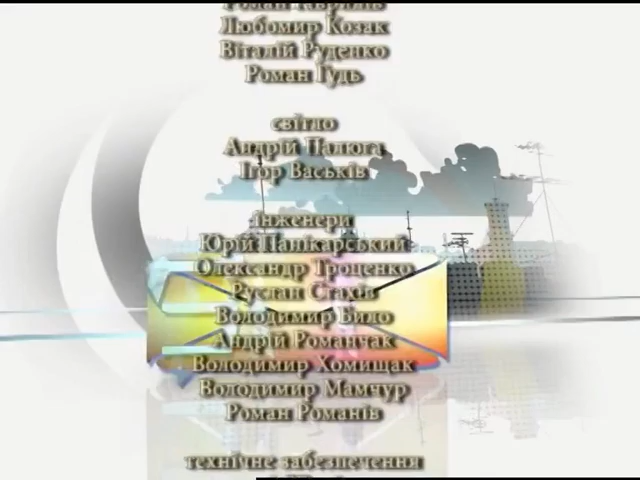 Любомир Козак
Віталій Руденко
Роман Гудь
світло
Андрій Палюга
Ігор Васьків
інженери
Юрій Папікарський
Олександр Троценко
Руслан Стахів
Володимир Било
Андрій Романчак
Володимир Хомищак
Володимир Мамчур
Роман Романів
технічне забезпечення